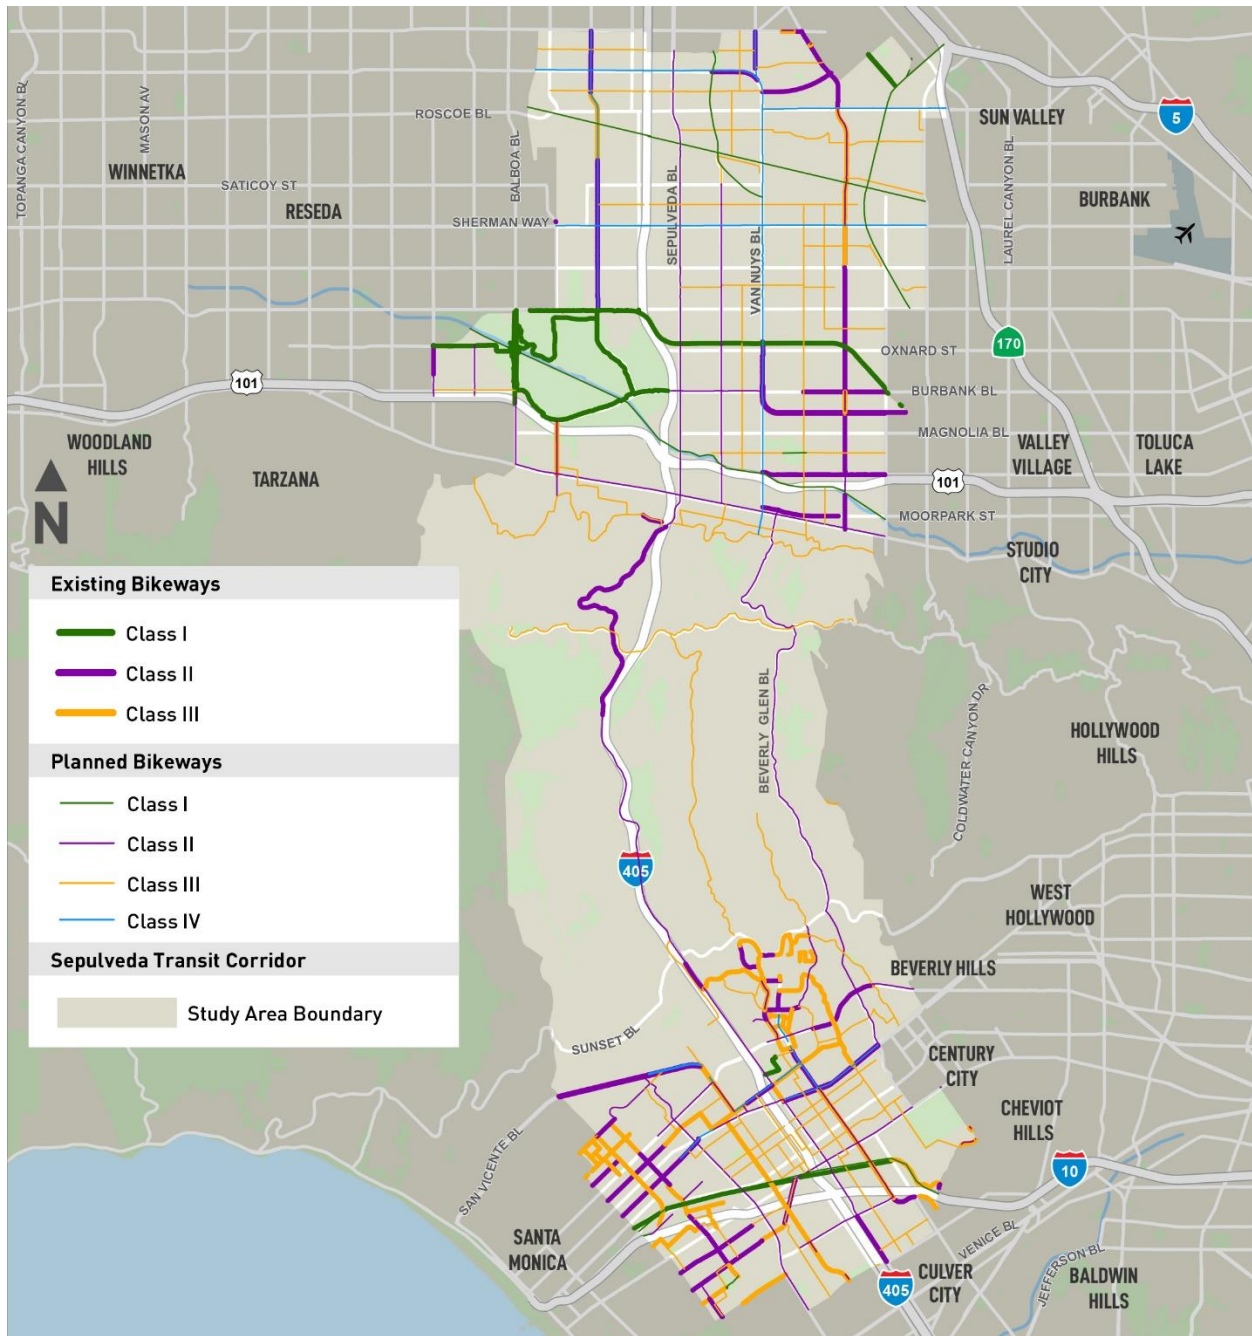 TOPANGA CANYON BL
MASON AV
ROSCOE BL
BALBOA BL
SEPULVEDA BL
VAN NUYS BL
SUN VALLEY
5
LAUREL CANYON BL
WINNETKA
SATICOY ST
RESEDA
SHERMAN WAY
BURBANK
170
OXNARD ST
101
BURBANK BL
MAGNOLIA BL
WOODLAND
HILLS
VALLEY
VILLAGE
TOLUCA
LAKE
TARZANA
101
N
MOORPARK ST
STUDIO
CITY
Existing Bikeways
Class I
Class II
Class III
Planned Bikeways
Class I
Class II
Class III
Class IV
Sepulveda Transit Corridor
Study Area Boundary
BEVERLY GLEN BL
COLDWATER CANYON DR
HOLLYWOOD
HILLS
405
WEST
HOLLYWOOD
BEVERLY HILLS
SUNSET BL
CENTURY
CITY
CHEVIOT
HILLS
SAN VICENTE BL
10
SANTA
MONICA
VENICE BL
JEFFERSON BL
CULVER
CITY
405
BALDWIN
HILLS